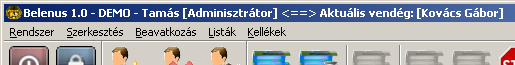 Belenus 1.0 - DEMO - Tamás [Adminisztrátor] <==> Aktuális vendég: [Kovács Gábor]
Rendszer Szerkesztés Beavatkozás Listák Kellékek